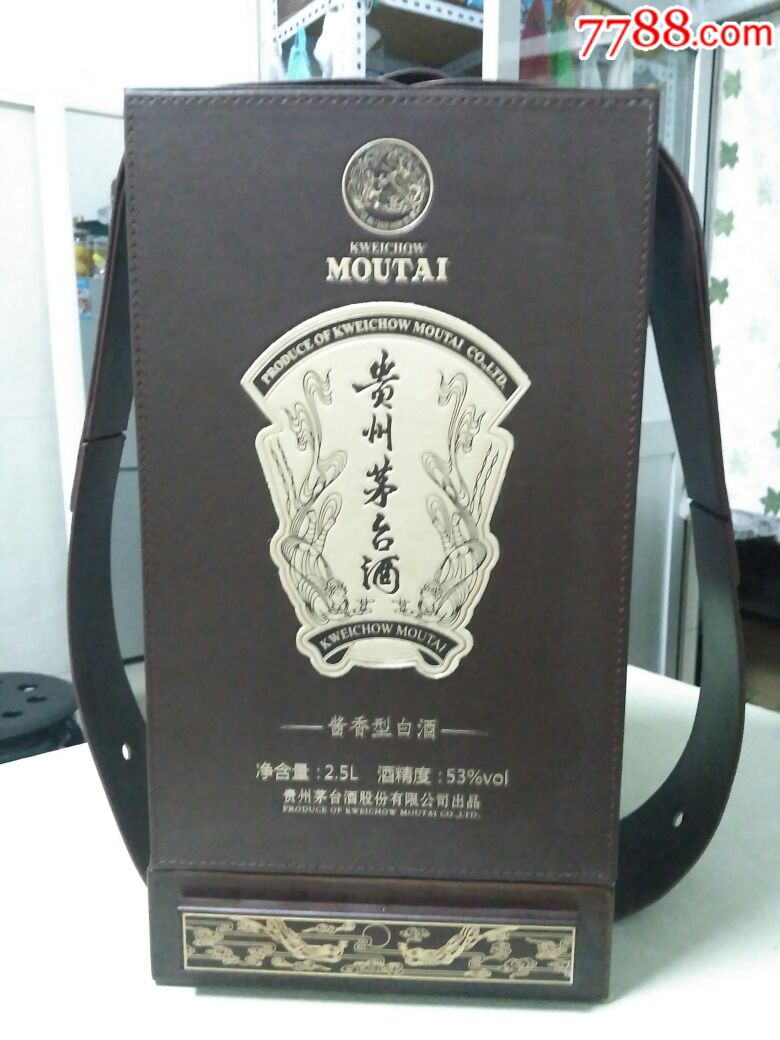 7788.com
KWEICHOW
MOUTAI
PRODUCE OF KWEICHOW MOUTAI CO.,LTD.
贵州茅台酒
KWEICHOW MOUTAI
酱香型白酒
净含量:2.5L 酒精度:53%vol
贵州茅台酒股份有限公司出品
PRODUCE OF KWEICHOW MOUTAI CO.,LTD.